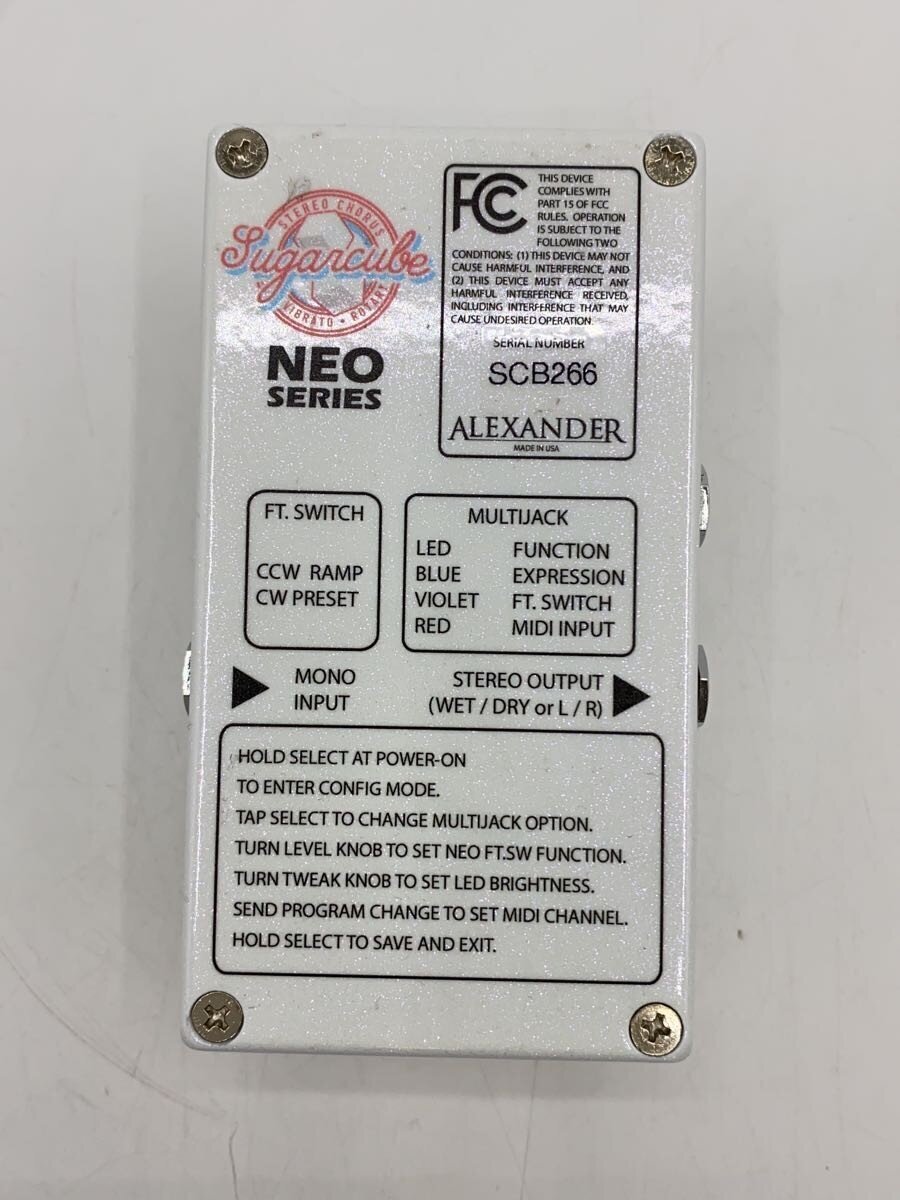 STEREO CHORUS
Sugarcube
VIBRATO • ROTARY
NEO
SERIES
FCC
THIS DEVICE
COMPLIES WITH
PART 15 OF FCC
RULES. OPERATION
IS SUBJECT TO THE
FOLLOWING TWO
CONDITIONS: (1) THIS DEVICE MAY NOT
CAUSE HARMFUL INTERFERENCE, AND
(2) THIS DEVICE MUST ACCEPT ANY
HARMFUL INTERFERENCE RECEIVED,
INCLUDING INTERFERENCE THAT MAY
CAUSE UNDESIRED OPERATION.
SERIAL NUMBER
SCB266
ALEXANDER
MADE IN USA
FT. SWITCH
CCW RAMP
CW PRESET
MULTIJACK
LED FUNCTION
BLUE EXPRESSION
VIOLET FT. SWITCH
RED MIDI INPUT
MONO
INPUT
STEREO OUTPUT
(WET / DRY or L / R)
HOLD SELECT AT POWER-ON
TO ENTER CONFIG MODE.
TAP SELECT TO CHANGE MULTIJACK OPTION.
TURN LEVEL KNOB TO SET NEO FT.SW FUNCTION.
TURN TWEAK KNOB TO SET LED BRIGHTNESS.
SEND PROGRAM CHANGE TO SET MIDI CHANNEL.
HOLD SELECT TO SAVE AND EXIT.